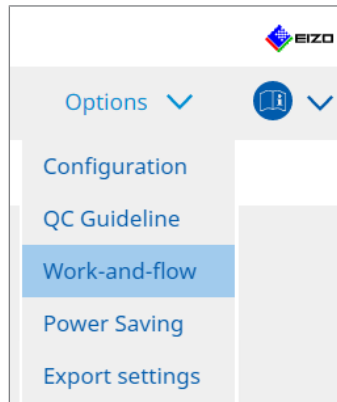 EIZO
Options
Configuration
QC Guideline
Work-and-flow
Power Saving
Export settings